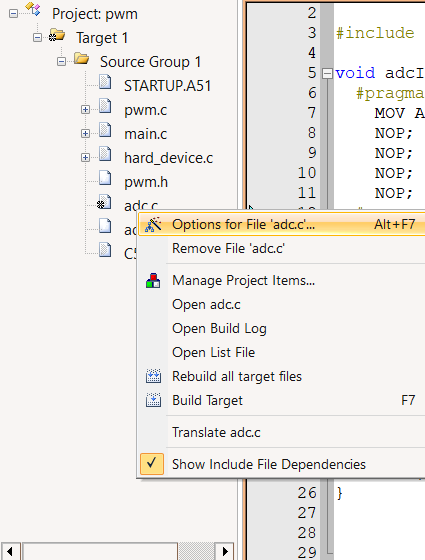 Project: pwm
Target 1
Source Group 1
STARTUP.A51
pwm.c
main.c
hard_device.c
pwm.h
adc.c
Options for File 'adc.c'... Alt+F7
Remove File 'adc.c'
Manage Project Items...
Open adc.c
Open Build Log
Open List File
Rebuild all target files
Build Target F7
Translate adc.c
Show Include File Dependencies
2
3 #include
4
5 void adcI
6 #pragma
7 MOV A
8 NOP;
9 NOP;
10 NOP;
11 NOP;
26 }
27
28
29